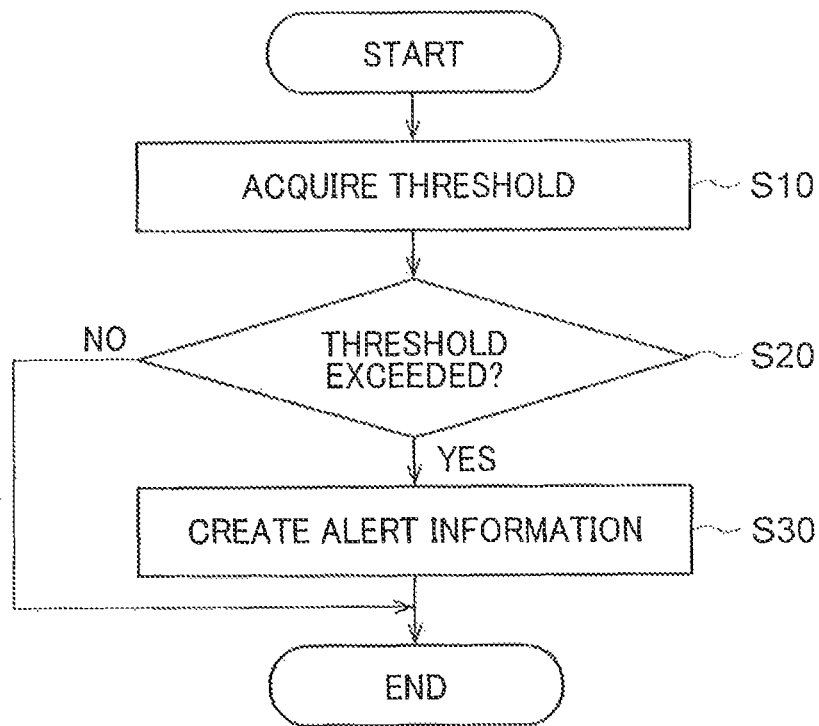 START
ACQUIRE THRESHOLD
S10
THRESHOLD
EXCEEDED?
S20
NO
YES
CREATE ALERT INFORMATION
S30
END